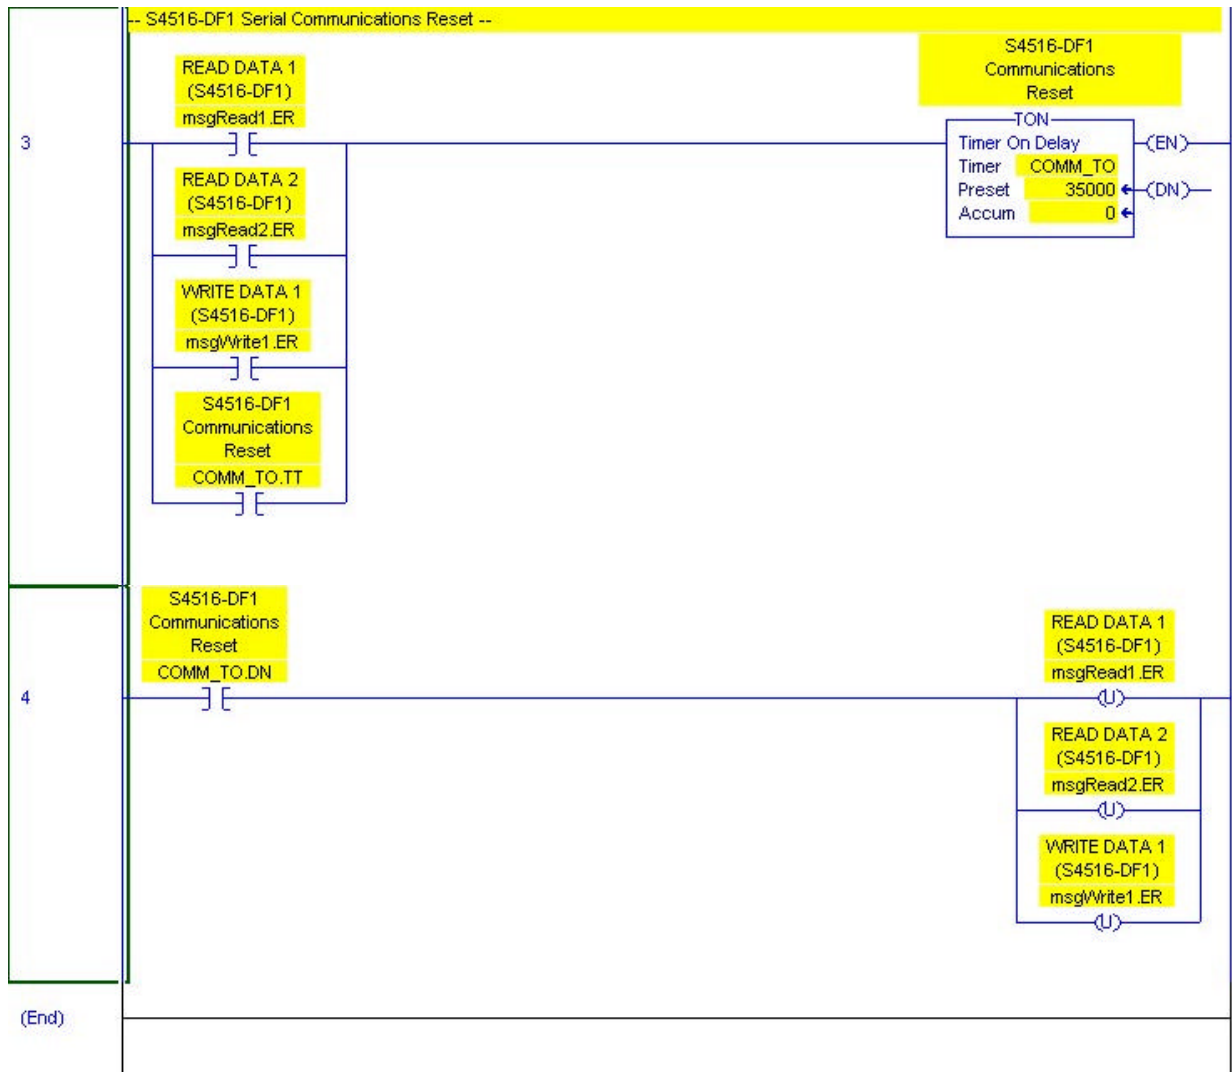 -- S4516-DF1 Serial Communications Reset --
S4516-DF1
Communications
Reset
READ DATA 1
(S4516-DF1)
msgRead1.ER
TON
3
Timer On Delay
(EN)
Timer COMM_TO
Preset 35000
(DN)
Accum 0
READ DATA 2
(S4516-DF1)
msgRead2.ER
WRITE DATA 1
(S4516-DF1)
msgWrite1.ER
S4516-DF1
Communications
Reset
COMM_TO.TT
S4516-DF1
Communications
Reset
COMM_TO.DN
4
READ DATA 1
(S4516-DF1)
msgRead1.ER
(U)
READ DATA 2
(S4516-DF1)
msgRead2.ER
(U)
WRITE DATA 1
(S4516-DF1)
msgWrite1.ER
(U)
(End)